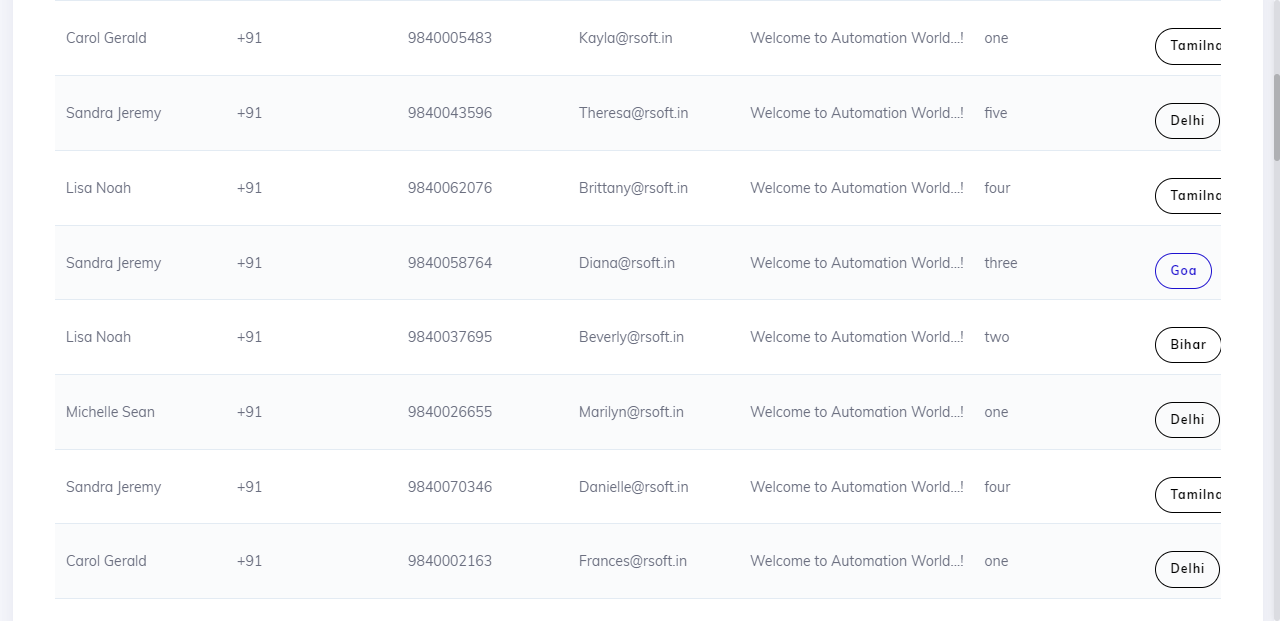 Carol Gerald +91 9840005483 Kayla@rsoft.in Welcome to Automation World...! one
Sandra Jeremy +91 9840043596 Theresa@rsoft.in Welcome to Automation World...! five Delhi
Lisa Noah +91 9840062076 Brittany@rsoft.in Welcome to Automation World...! four
Sandra Jeremy +91 9840058764 Diana@rsoft.in Welcome to Automation World...! three Goa
Lisa Noah +91 9840037695 Beverly@rsoft.in Welcome to Automation World...! two Bihar
Michelle Sean +91 9840026655 Marilyn@rsoft.in Welcome to Automation World...! one Delhi
Sandra Jeremy +91 9840070346 Danielle@rsoft.in Welcome to Automation World...! four
Carol Gerald +91 9840002163 Frances@rsoft.in Welcome to Automation World...! one Delhi